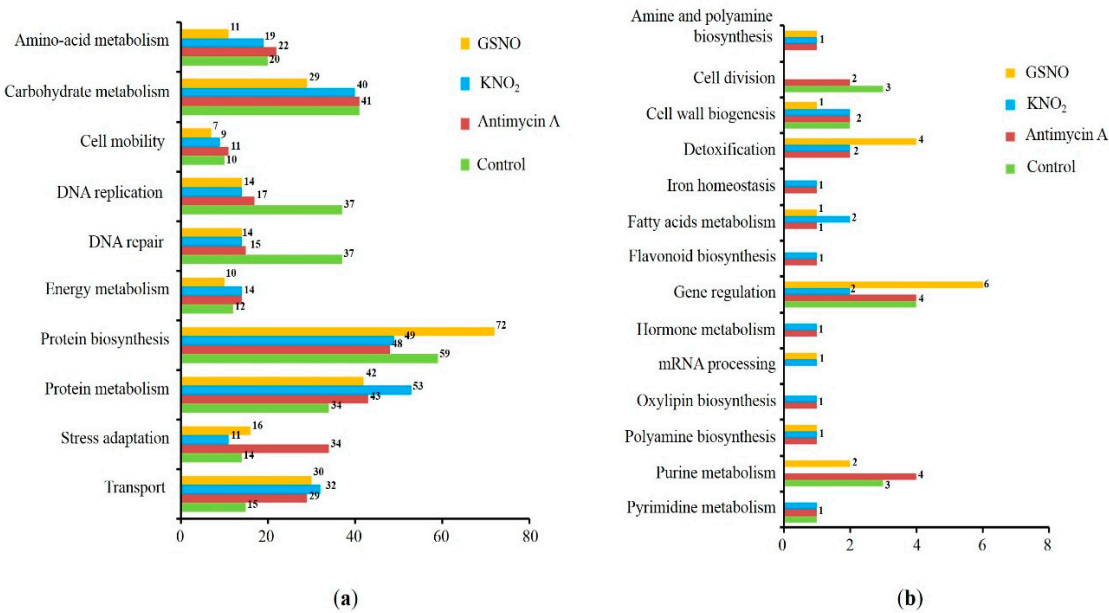 Amino-acid metabolism
11
19
22
20
Carbohydrate metabolism
29
40
41
Cell mobility
7
9
11
10
DNA replication
14
17
37
DNA repair
14
15
37
Energy metabolism
10
14
12
Protein biosynthesis
72
49
48
59
Protein metabolism
42
53
43
34
Stress adaptation
16
11
34
14
Transport
30
32
29
15
0 20 40 60 80
GSNO
KNO₂
Antimycin A
Control
(a)
Amine and polyamine
biosynthesis
1
Cell division
2
3
Cell wall biogenesis
1
2
Detoxification
4
2
Iron homeostasis
1
Fatty acids metabolism
1
2
1
Flavonoid biosynthesis
1
Gene regulation
6
2
4
Hormone metabolism
1
mRNA processing
1
Oxylipin biosynthesis
1
Polyamine biosynthesis
1
Purine metabolism
2
4
3
Pyrimidine metabolism
1
0 2 4 6 8
GSNO
KNO₂
Antimycin A
Control
(b)